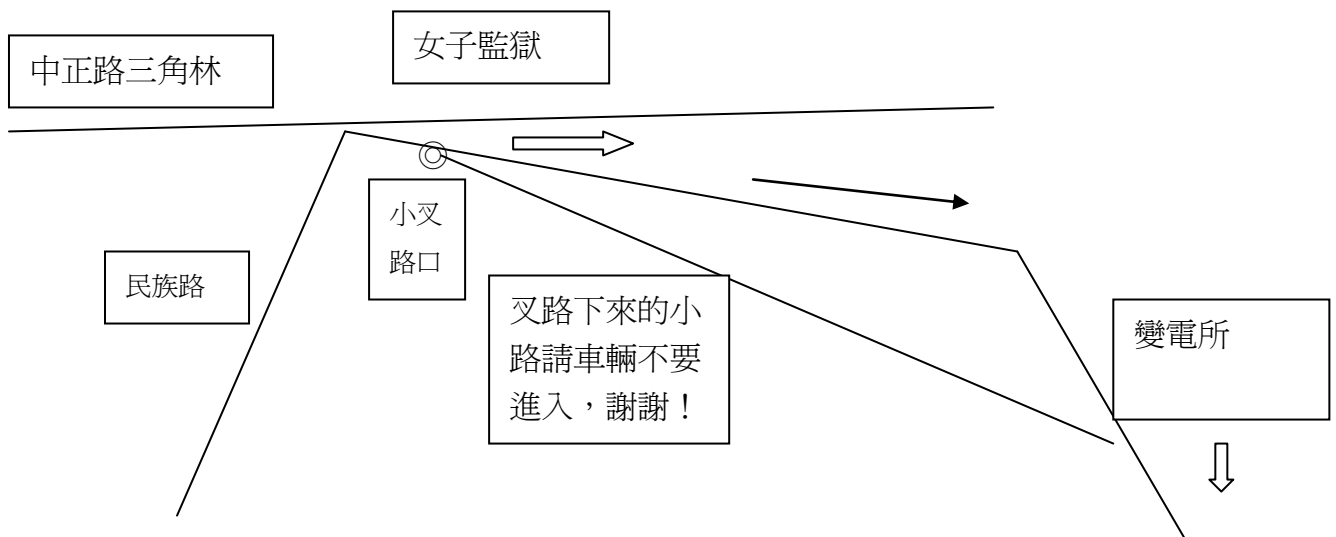 女子監獄
中正路三角林
小叉
路口
民族路
叉路下來的小
路請車輛不要
進入，謝謝！
變電所